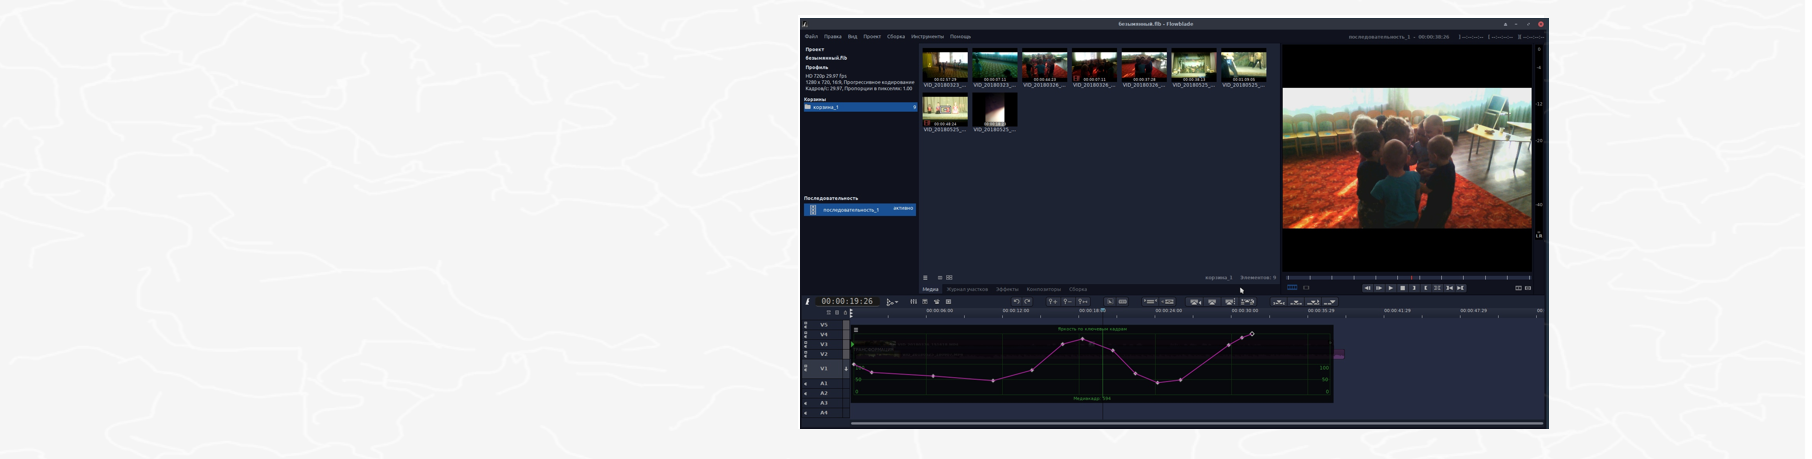 безымянный.flb - Flowblade
Файл Правка Вид Проект Сборка Инструменты Помощь
последовательность_1 - 00:00:38:26
Проект
безымянный.flb
Профиль
HD 720p 29.97 fps
1280 x 720, 16:9, Прогрессивное кодирование
Кадров/с: 29.97, Пропорции в пикселях: 1.00
Корзины
корзина_1 9
VID_20180323_... VID_20180323_... VID_20180326_... VID_20180326_... VID_20180326_... VID_20180525_... VID_20180525_...
VID_20180525_... VID_20180525_...
Последовательность
последовательность_1 активно
корзина_1 Элементов: 9
Медиа Журнал участков Эффекты Композиторы Сборка
00:00:19:26
00:00:06:00 00:00:12:00 00:00:18 00:00:24:00 00:00:30:00 00:00:35:29 00:00:41:29 00:00:47:29 00:
Яркость по ключевым кадрам
V5
V4
V3
V2
V1
A1
A2
A3
A4
100 100
50 50
0 0